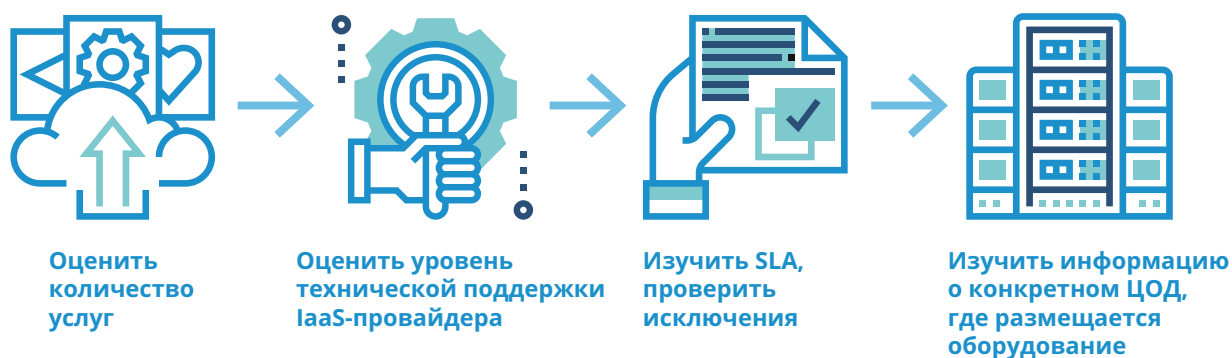 Оценить
количество
услуг
Оценить уровень
технической поддержки
IaaS-провайдера
Изучить SLA,
проверить
исключения
Изучить информацию
о конкретном ЦОД,
где размещается
оборудование